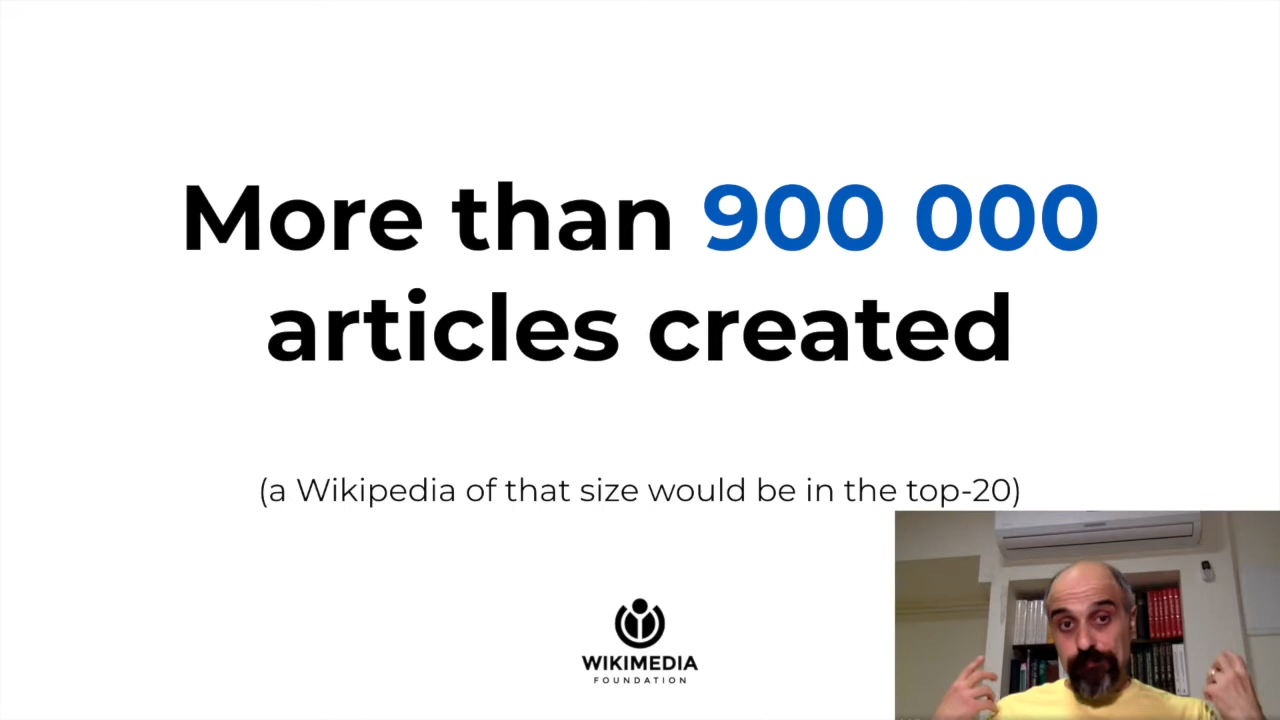 More than 900 000
articles created
(a Wikipedia of that size would be in the top-20)
WIKIMEDIA
FOUNDATION